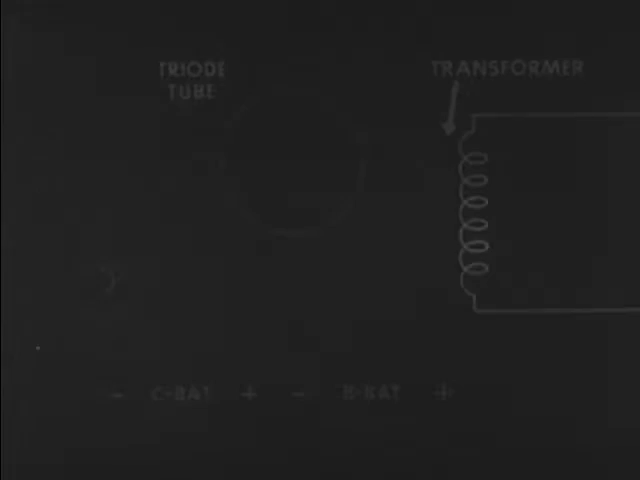 TRIODE
TUBE
TRANSFORMER
- C-BAT + - B-BAT +